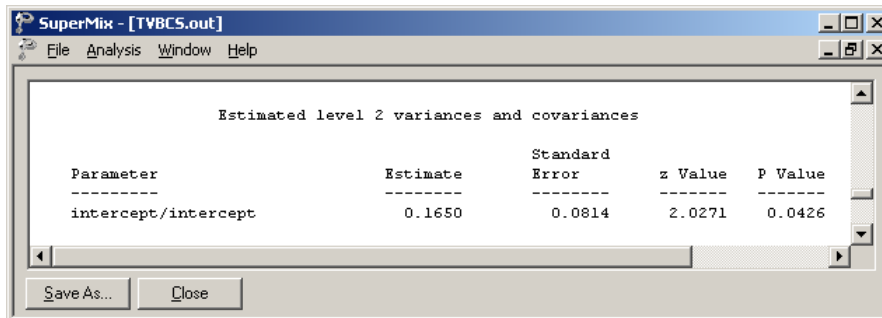 SuperMix - [TVBCS.out]
File Analysis Window Help
Estimated level 2 variances and covariances
Standard
Parameter Estimate Error z Value P Value
--------- -------- -------- ------- -------
intercept/intercept 0.1650 0.0814 2.0271 0.0426
Save As... Close